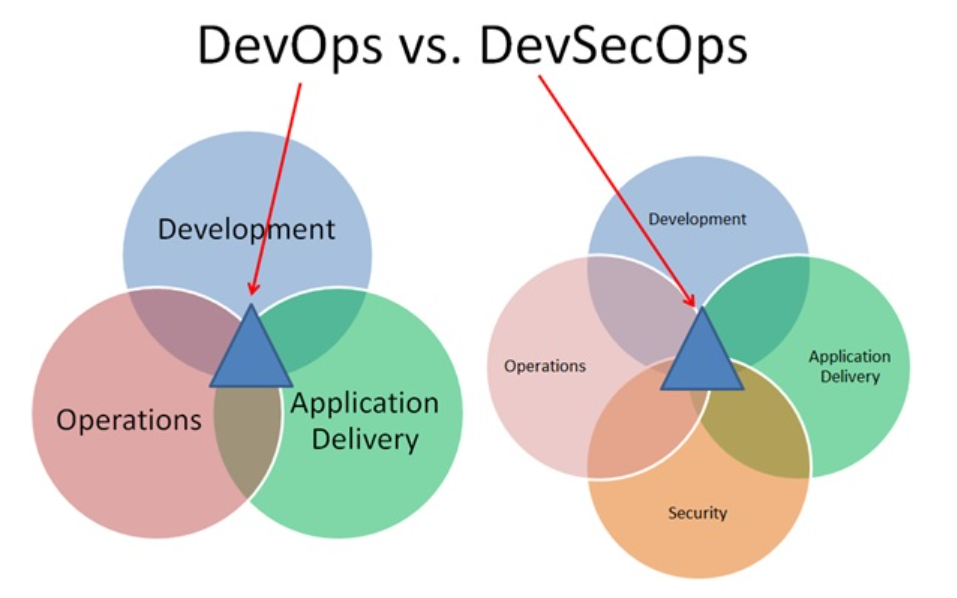 DevOps vs. DevSecOps
Development
Operations
Application
Delivery
Development
Operations
Application
Delivery
Security